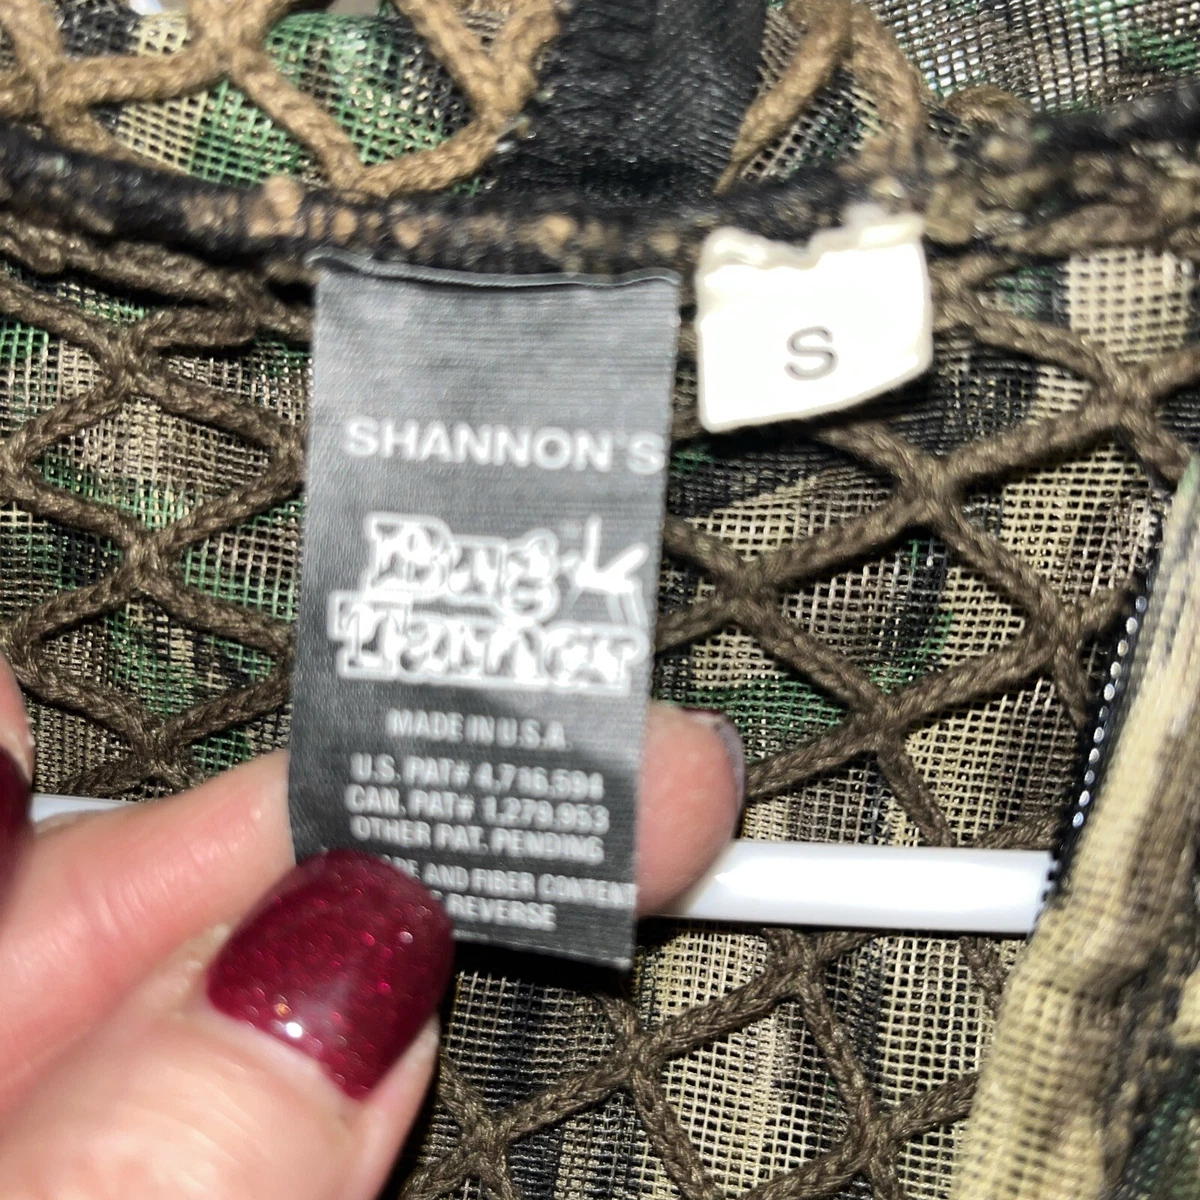 SHANNON'S
Bug
Tamer
MADE IN U.S.A.
U.S. PAT# 4,716,594
CAN. PAT# 1,279,953
OTHER PAT. PENDING
AND FIBER CONTENT
REVERSE
S